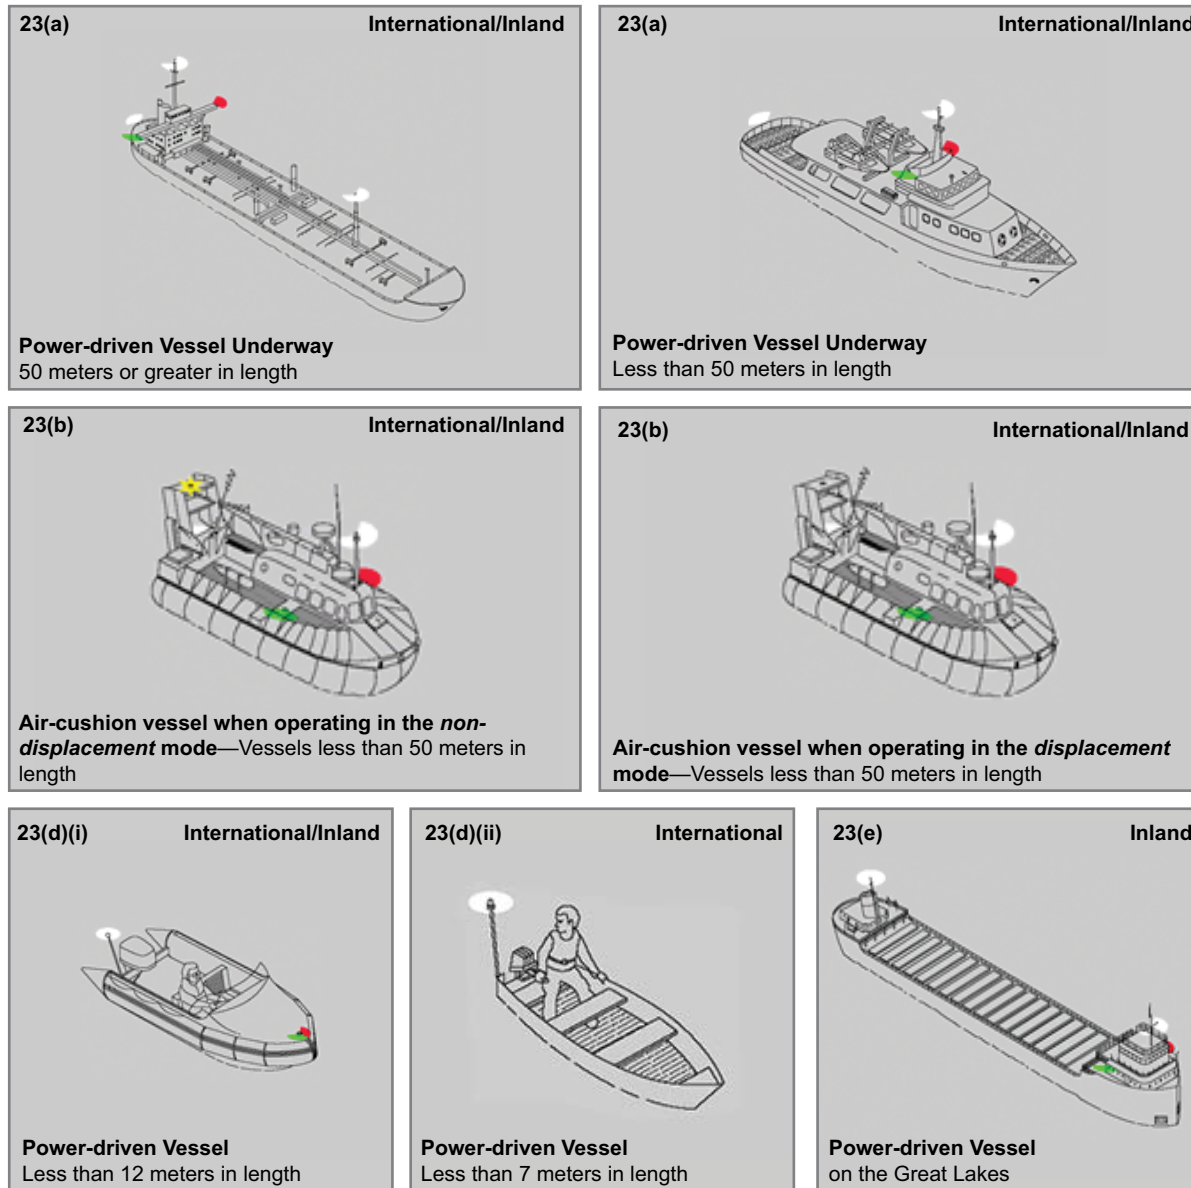 23(a) International/Inland
Power-driven Vessel Underway
50 meters or greater in length
23(a) International/Inland
Power-driven Vessel Underway
Less than 50 meters in length
23(b) International/Inland
Air-cushion vessel when operating in the non-
displacement mode—Vessels less than 50 meters in
length
23(b) International/Inland
Air-cushion vessel when operating in the displacement
mode—Vessels less than 50 meters in length
23(d)(i) International/Inland
Power-driven Vessel
Less than 12 meters in length
23(d)(ii) International
Power-driven Vessel
Less than 7 meters in length
23(e) Inland
Power-driven Vessel
on the Great Lakes